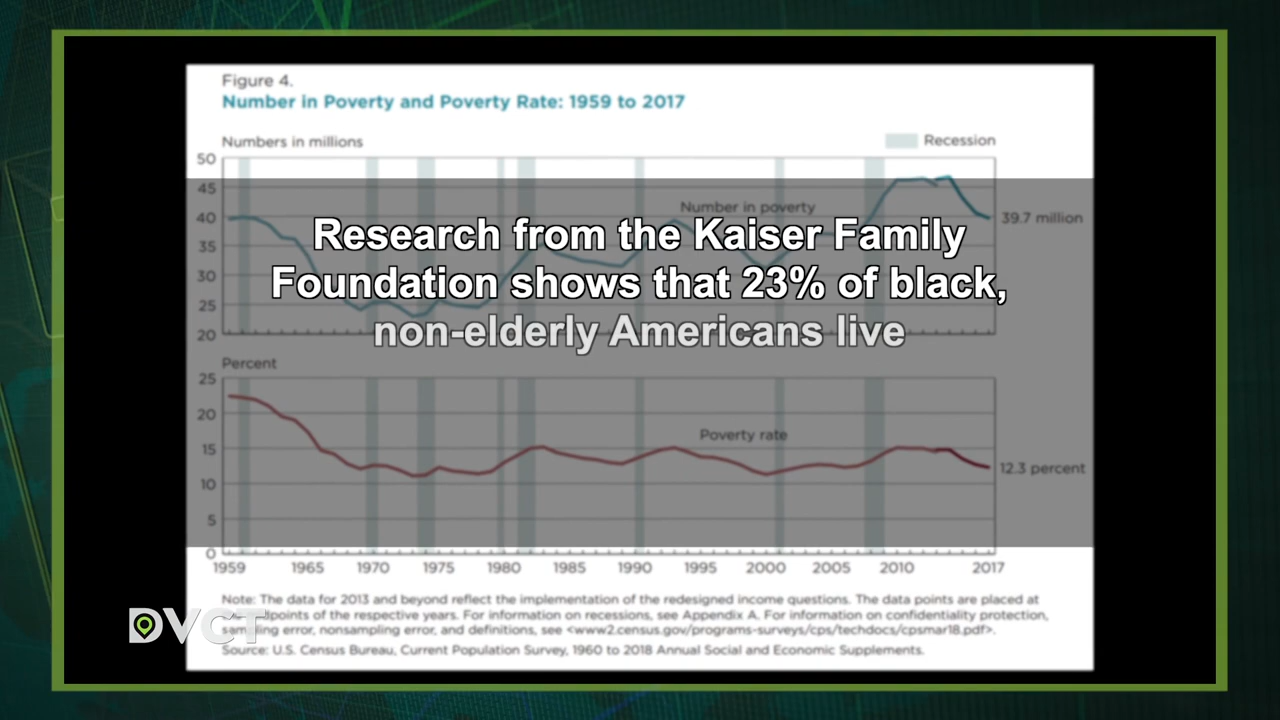 Figure 4.
Number in Poverty and Poverty Rate: 1959 to 2017
Numbers in millions
Recession
50
45
40
35
30
25
20
Number in poverty
39.7 million
Research from the Kaiser Family
Foundation shows that 23% of black,
non-elderly Americans live
Percent
25
20
15
10
5
0
Poverty rate
12.3 percent
1959 1965 1970 1975 1980 1985 1990 1995 2000 2005 2010 2017
Note: The data for 2013 and beyond reflect the implementation of the redesigned income questions. The data points are placed at
of the respective years. For information on recessions, see Appendix A. For information on confidentiality protection,
error, nonsampling error, and definitions, see <www2.census.gov/programs-surveys/cps/techdocs/cpsmar18.pdf>.
Source: U.S. Census Bureau, Current Population Survey, 1960 to 2018 Annual Social and Economic Supplements.
DVCT